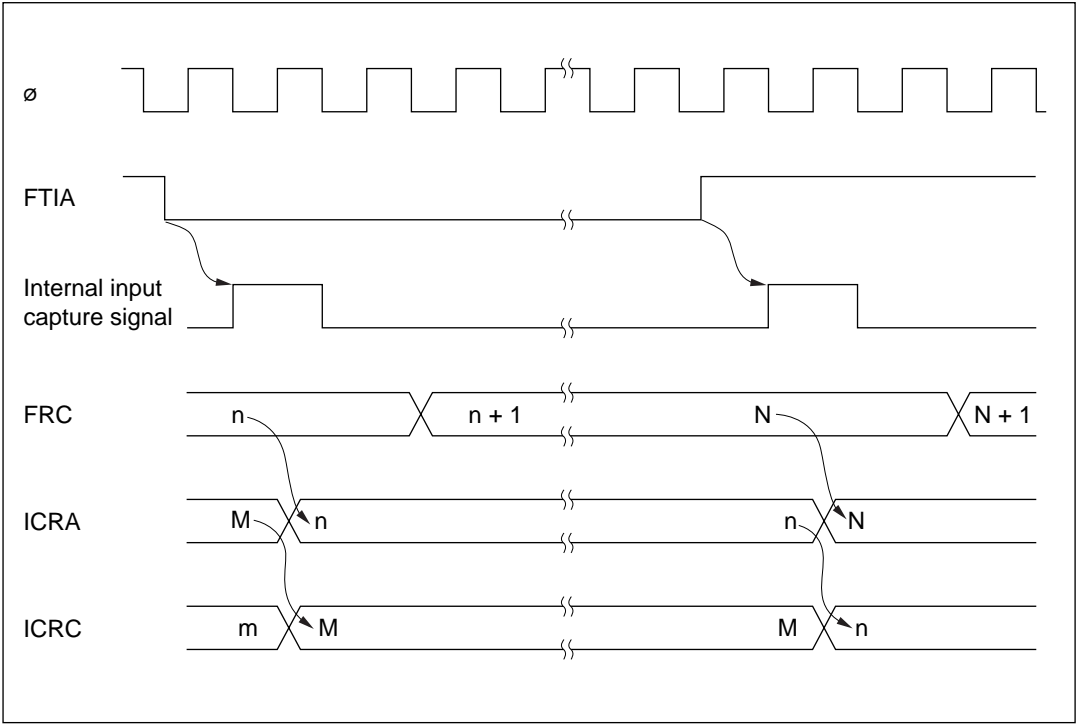 ø
FTIA
Internal input
capture signal
FRC n n + 1 N N + 1
ICRA M n n N
ICRC m M M n